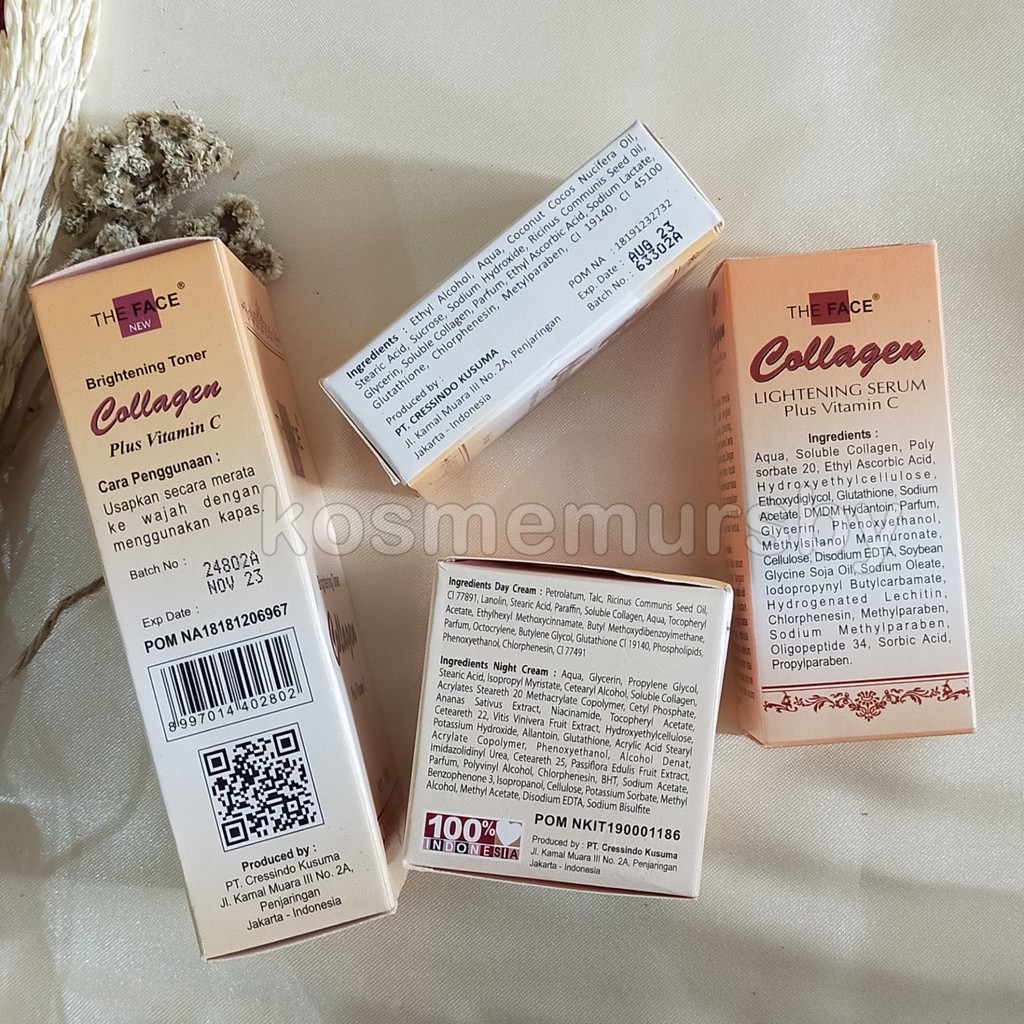 THE FACE®
NEW
Brightening Toner
Collagen
Plus Vitamin C
Cara Penggunaan :
Usapkan secara merata
ke wajah dengan
menggunakan kapas.
Batch No : 24802A
NOV 23
Exp Date :
POM NA18181206967
8 997014 402802
Produced by :
PT. Cressindo Kusuma
Jl. Kamal Muara III No. 2A,
Penjaringan
Jakarta - Indonesia
Ingredients : Ethyl Alcohol, Aqua, Coconut Cocos Nucifera Oil,
Stearic Acid, Sucrose, Sodium Hydroxide, Ricinus Communis Seed Oil,
Glycerin, Soluble Collagen, Parfum, Ethyl Ascorbic Acid, Sodium Lactate,
Glutathione, Chlorphenesin, Metylparaben, CI 19140, CI 45100
Produced by :
PT. CRESSINDO KUSUMA
Jl. Kamal Muara III No. 2A, Penjaringan
Jakarta - Indonesia
POM NA : 18191232732
Exp. Date : AUG 23
Batch No. : 63302A
THE FACE®
Collagen
LIGHTENING SERUM
Plus Vitamin C
Ingredients :
Aqua, Soluble Collagen, Poly
sorbate 20, Ethyl Ascorbic Acid,
Hydroxyethylcellulose,
Ethoxydiglycol, Glutathione, Sodium
Acetate, DMDM Hydantoin, Parfum,
Glycerin, Phenoxyethanol,
Methylsilanol Mannuronate,
Cellulose, Disodium EDTA, Soybean
Glycine Soja Oil, Sodium Oleate,
Iodopropynyl Butylcarbamate,
Hydrogenated Lechitin,
Chlorphenesin, Methylparaben,
Sodium Methylparaben,
Oligopeptide 34, Sorbic Acid,
Propylparaben.
Ingredients Day Cream : Petrolatum, Talc, Ricinus Communis Seed Oil,
CI 77891, Lanolin, Stearic Acid, Paraffin, Soluble Collagen, Aqua, Tocopheryl
Acetate, Ethylhexyl Methoxycinnamate, Butyl Methoxydibenzoyimethane,
Parfum, Octocrylene, Butylene Glycol, Glutathione CI 19140, Phospholipids,
Phenoxyethanol, Chlorphenesin, CI 77491
Ingredients Night Cream : Aqua, Glycerin, Propylene Glycol,
Stearic Acid, Isopropyl Myristate, Cetearyl Alcohol, Soluble Collagen,
Acrylates Steareth 20 Methacrylate Copolymer, Cetyl Phosphate,
Ananas Sativus Extract, Niacinamide, Tocopheryl Acetate,
Ceteareth 22, Vitis Vinivera Fruit Extract, Hydroxyethylcellulose,
Potassium Hydroxide, Allantoin, Glutathione, Acrylic Acid Stearyl
Acrylate Copolymer, Phenoxyethanol, Alcohol Denat,
Imidazolidinyl Urea, Ceteareth 25, Passiflora Edulis Fruit Extract,
Parfum, Polyvinyl Alcohol, Chlorphenesin, BHT, Sodium Acetate,
Benzophenone 3, Isopropanol, Cellulose, Potassium Sorbate, Methyl
Alcohol, Methyl Acetate, Disodium EDTA, Sodium Bisulfite
100%
INDONESIA
POM NKIT190001186
Produced by : PT. Cressindo Kusuma
Jl. Kamal Muara III No. 2A, Penjaringan
Jakarta - Indonesia